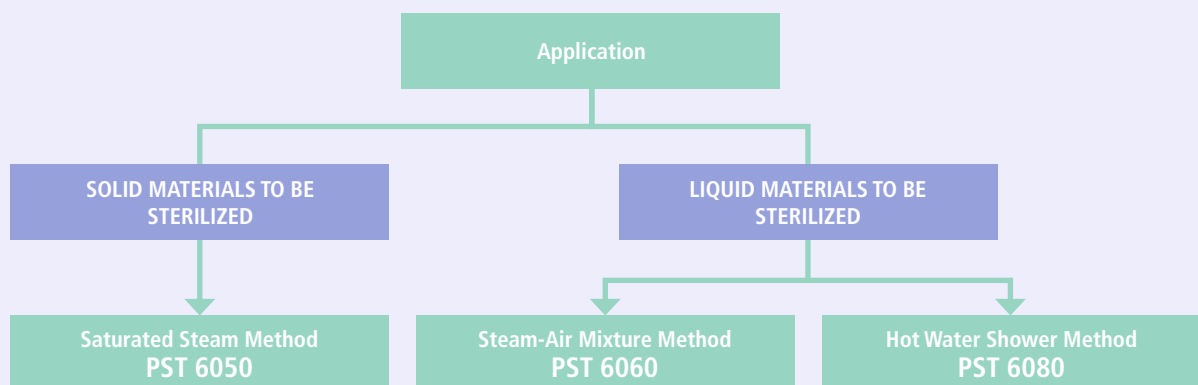 Application
SOLID MATERIALS TO BE
STERILIZED
LIQUID MATERIALS TO BE
STERILIZED
Saturated Steam Method
PST 6050
Steam-Air Mixture Method
PST 6060
Hot Water Shower Method
PST 6080